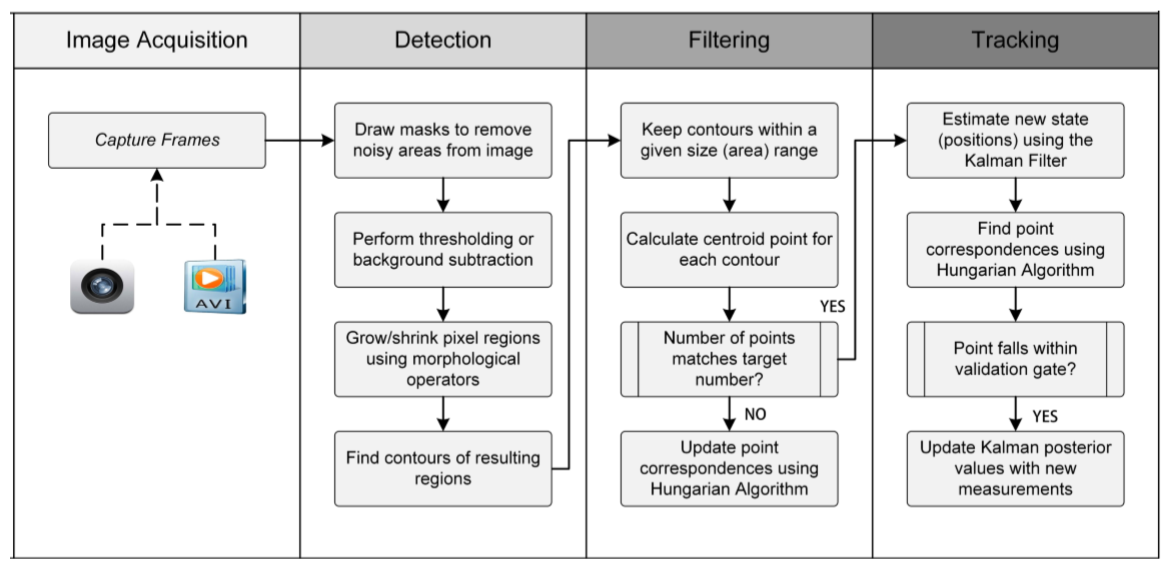 Image Acquisition
Detection
Filtering
Tracking
Capture Frames
AVI
Draw masks to remove
noisy areas from image
Perform thresholding or
background subtraction
Grow/shrink pixel regions
using morphological
operators
Find contours of resulting
regions
Keep contours within a
given size (area) range
Calculate centroid point for
each contour
YES
Number of points
matches target
number?
NO
Update point
correspondences using
Hungarian Algorithm
Estimate new state
(positions) using the
Kalman Filter
Find point
correspondences using
Hungarian Algorithm
Point falls within
validation gate?
YES
Update Kalman posterior
values with new
measurements